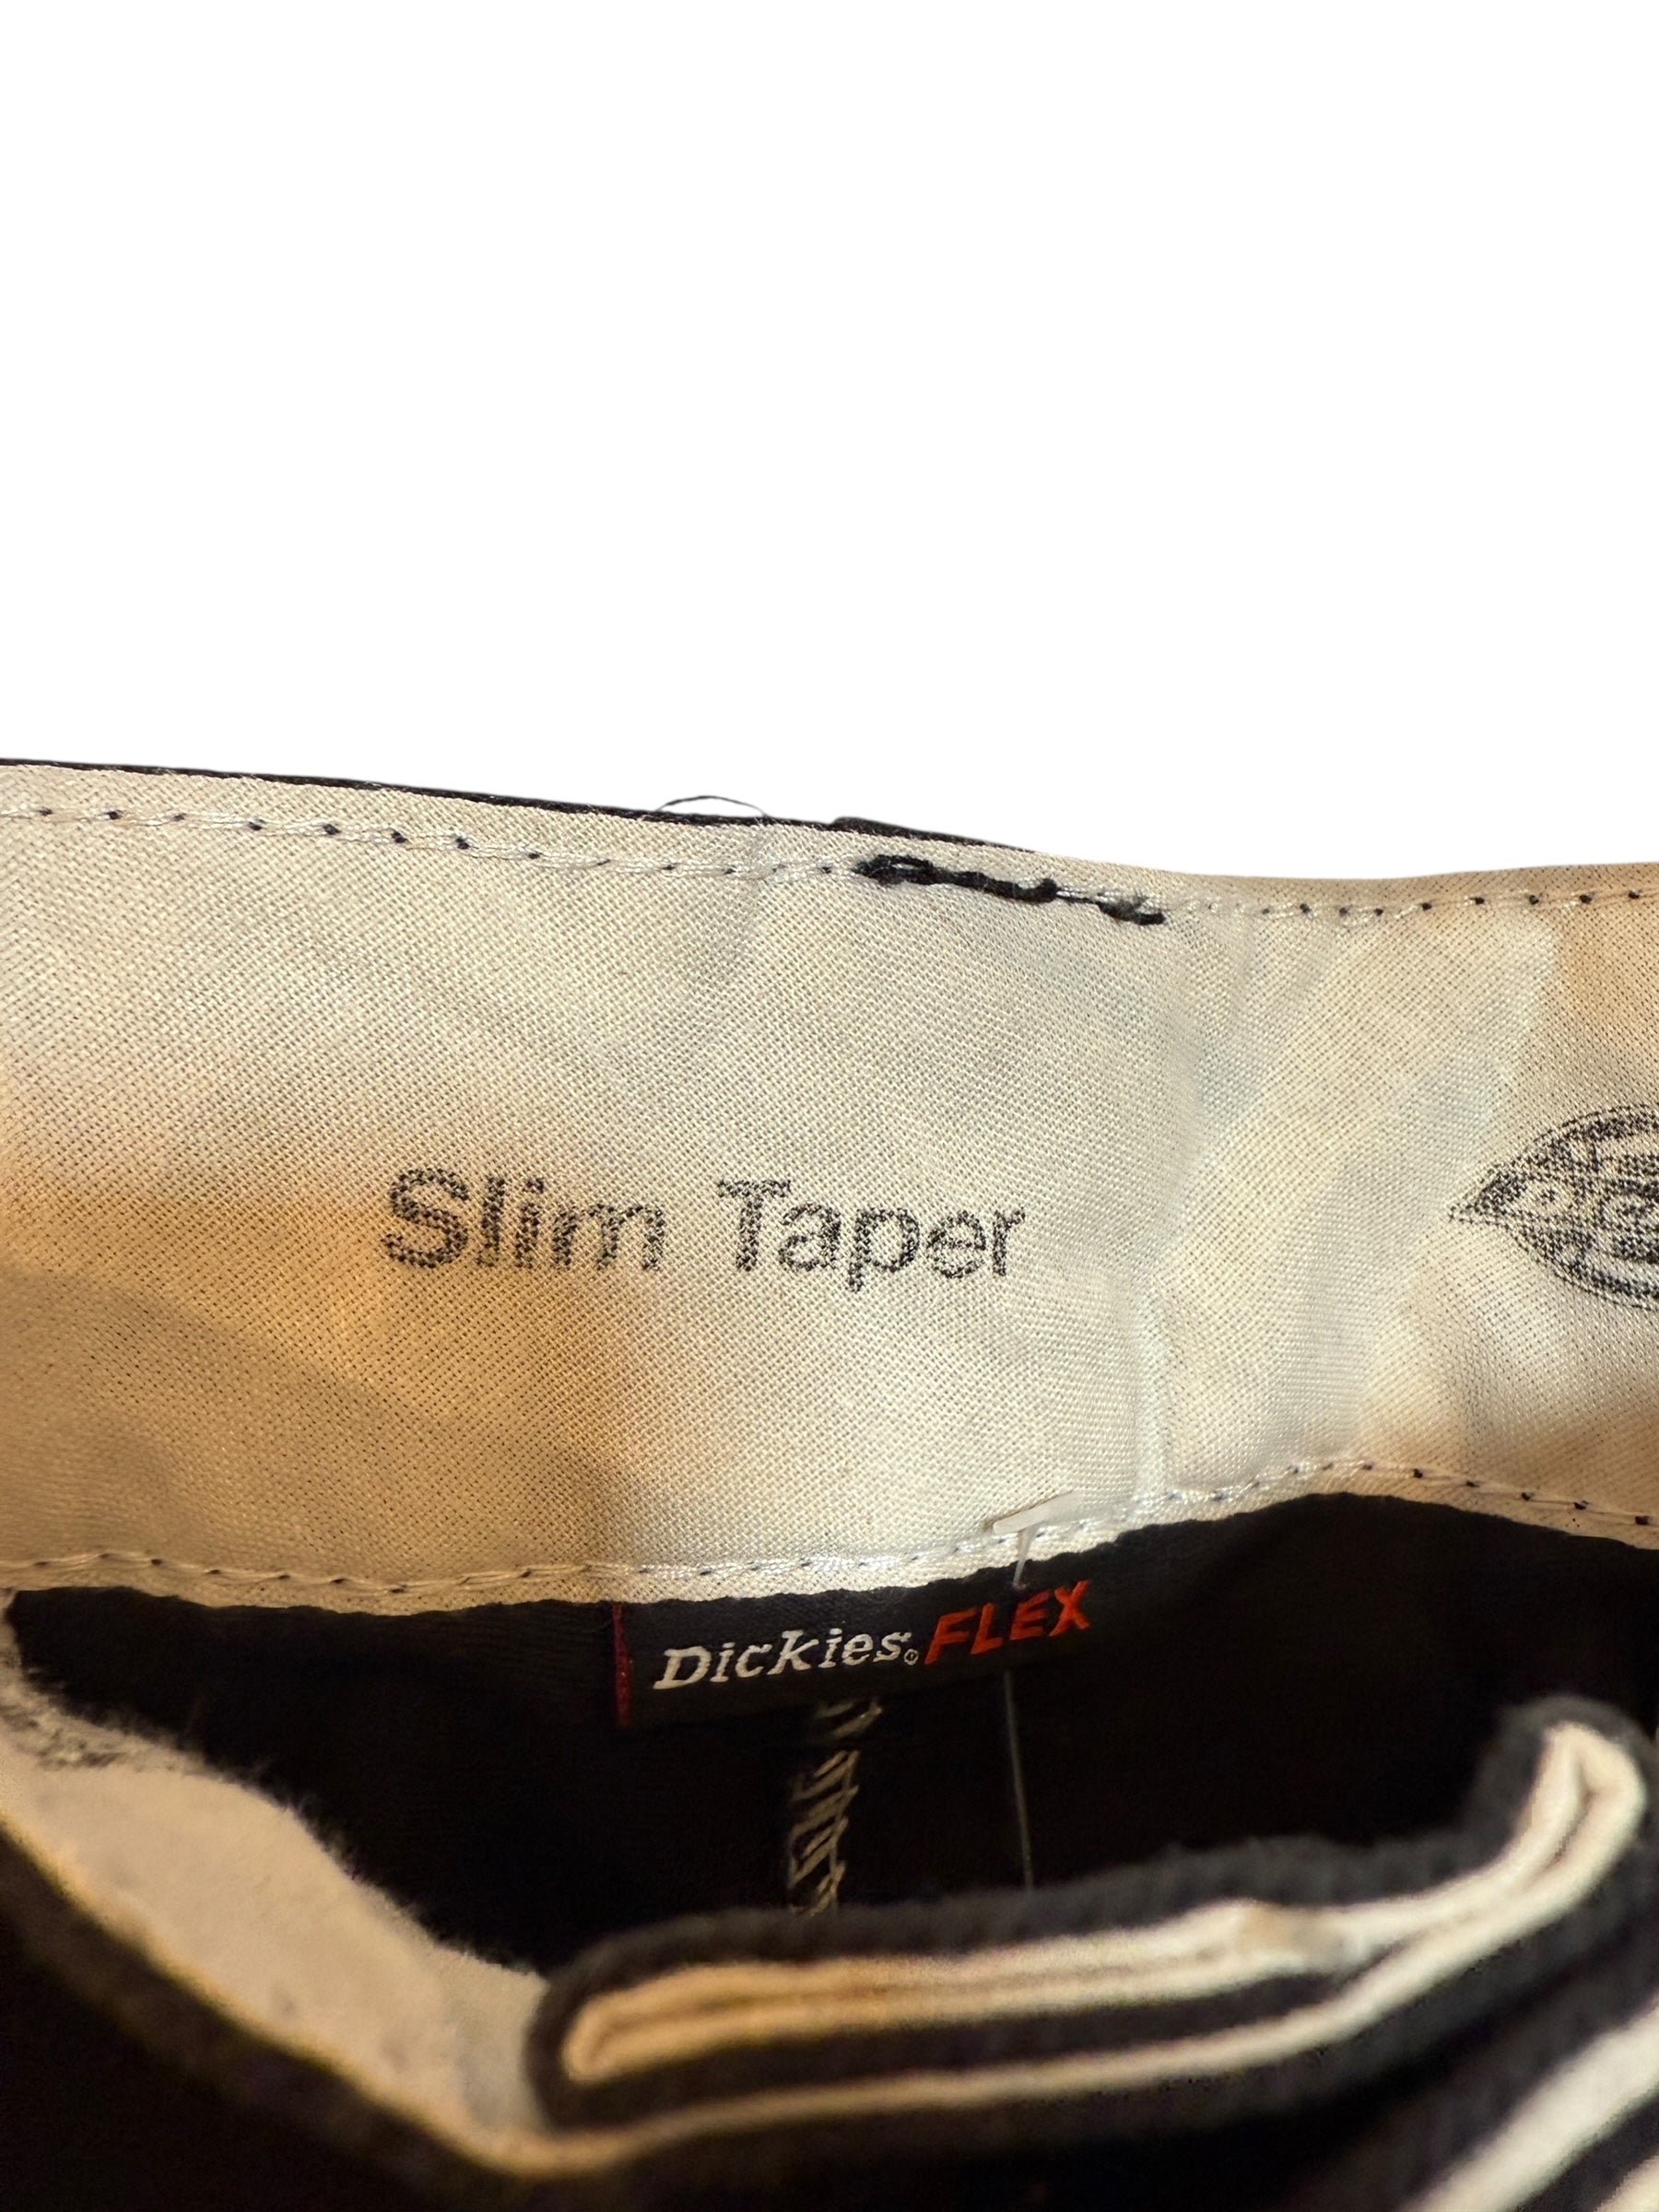 Slim Taper
Dickies® FLEX